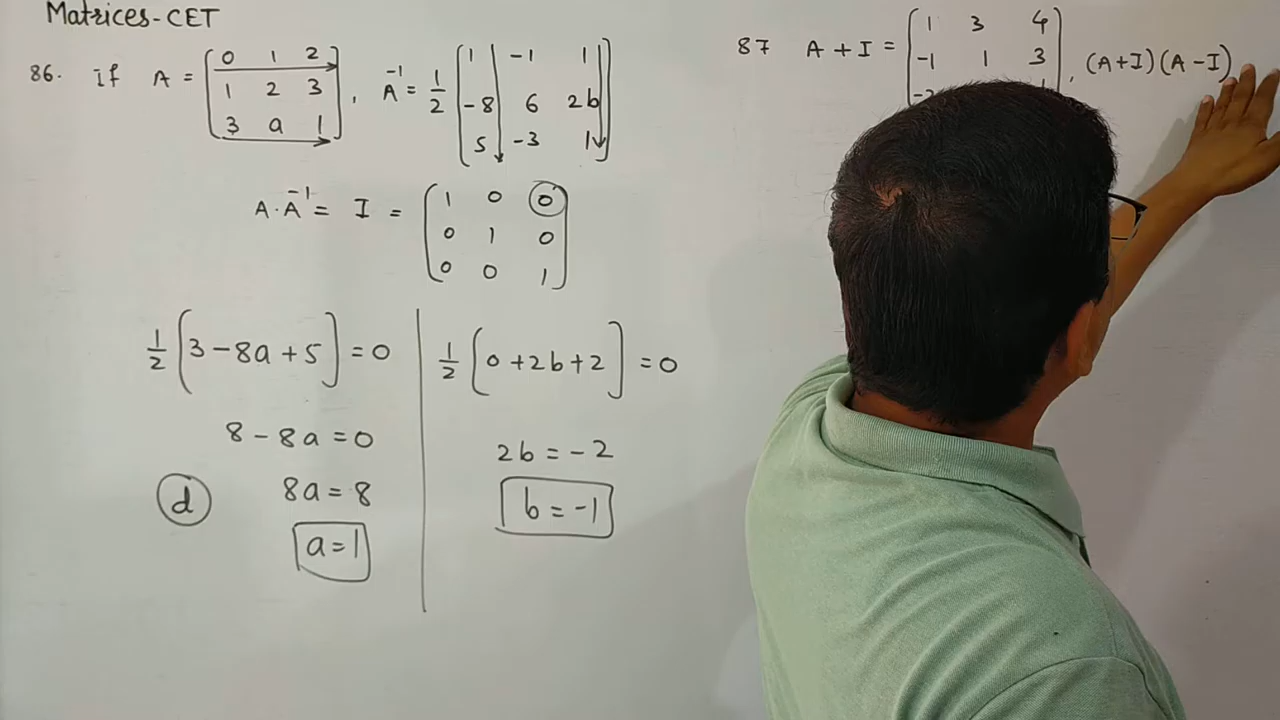 Matrices-CET
86. If A = [0 1 2
1 2 3
3 a 1], A⁻¹ = 1/2 [1 -1 1
-8 6 2b
5 -3 1]
A·A⁻¹ = I = [1 0 0
0 1 0
0 0 1]
1/2 [3-8a+5] = 0
8-8a=0
8a=8
a=1
d
1/2 [0+2b+2] = 0
2b=-2
b=-1
87 A+I = [1 3 4
-1 1 3
, (A+I)(A-I)